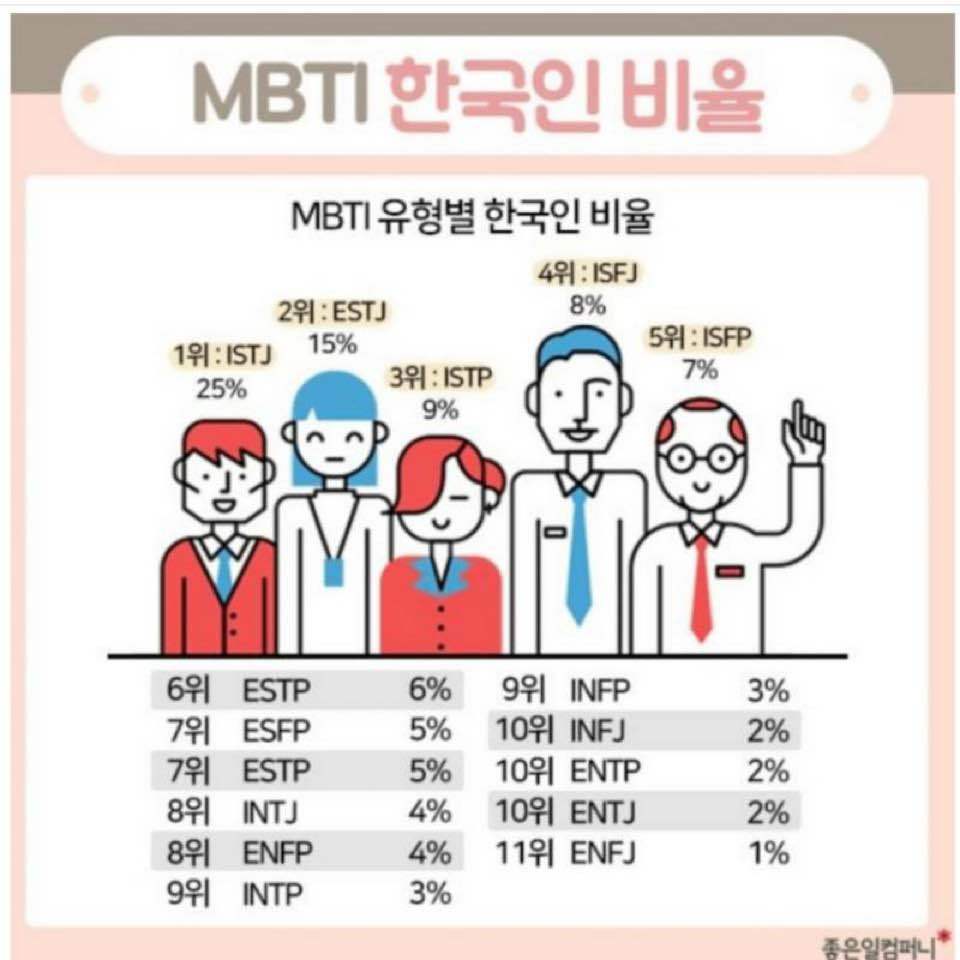 MBTI 한국인 비율
MBTI 유형별 한국인 비율
1위 : ISTJ
25%
2위 : ESTJ
15%
3위 : ISTP
9%
4위 : ISFJ
8%
5위 : ISFP
7%
6위 ESTP 6%
7위 ESFP 5%
7위 ESTP 5%
8위 INTJ 4%
8위 ENFP 4%
9위 INTP 3%
9위 INFP 3%
10위 INFJ 2%
10위 ENTP 2%
10위 ENTJ 2%
11위 ENFJ 1%
좋은일컴퍼니*